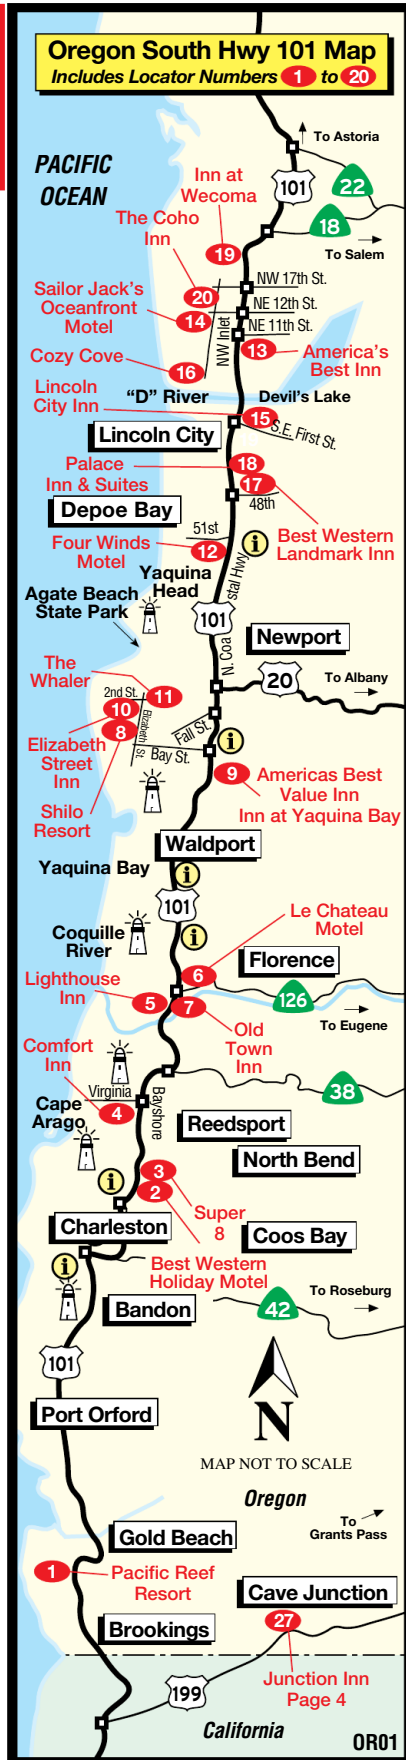 Oregon South Hwy 101 Map
Includes Locator Numbers 1 to 20
To Astoria
PACIFIC
OCEAN
Inn at
Wecoma
101
22
The Coho
Inn
18
19
To Salem
NW 17th St.
20
Sailor Jack's
Oceanfront
Motel
14
NE 12th St.
NW Inlet
NE 11th St.
13
America's
Best Inn
Cozy Cove
16
Lincoln
City Inn
"D" River
Devil's Lake
15
S.E. First St.
Lincoln City
18
Palace
Inn & Suites
17
48th
Depoe Bay
51st
Best Western
Landmark Inn
Four Winds
Motel
12
i
Yaquina
Head
N. Coa
stal Hwy
Agate Beach
State Park
101
Newport
The
Whaler
20
To Albany
2nd St.
11
10
Elizabeth St.
8
Fall St.
i
Elizabeth
Street
Inn
Bay St.
9
Americas Best
Value Inn
Inn at Yaquina Bay
Shilo
Resort
Waldport
Yaquina Bay
i
101
Coquille
River
i
Le Chateau
Motel
Florence
6
Lighthouse
Inn
5
7
126
To Eugene
Old
Town
Inn
Comfort
Inn
38
Virginia
Bayshore
4
Cape
Arago
Reedsport
North Bend
i
3
2
Super
8
Charleston
Coos Bay
i
Best Western
Holiday Motel
Bandon
To Roseburg
42
101
N
Port Orford
MAP NOT TO SCALE
Oregon
To
Grants Pass
Gold Beach
1
Pacific Reef
Resort
Cave Junction
Brookings
27
Junction Inn
Page 4
199
California
OR01